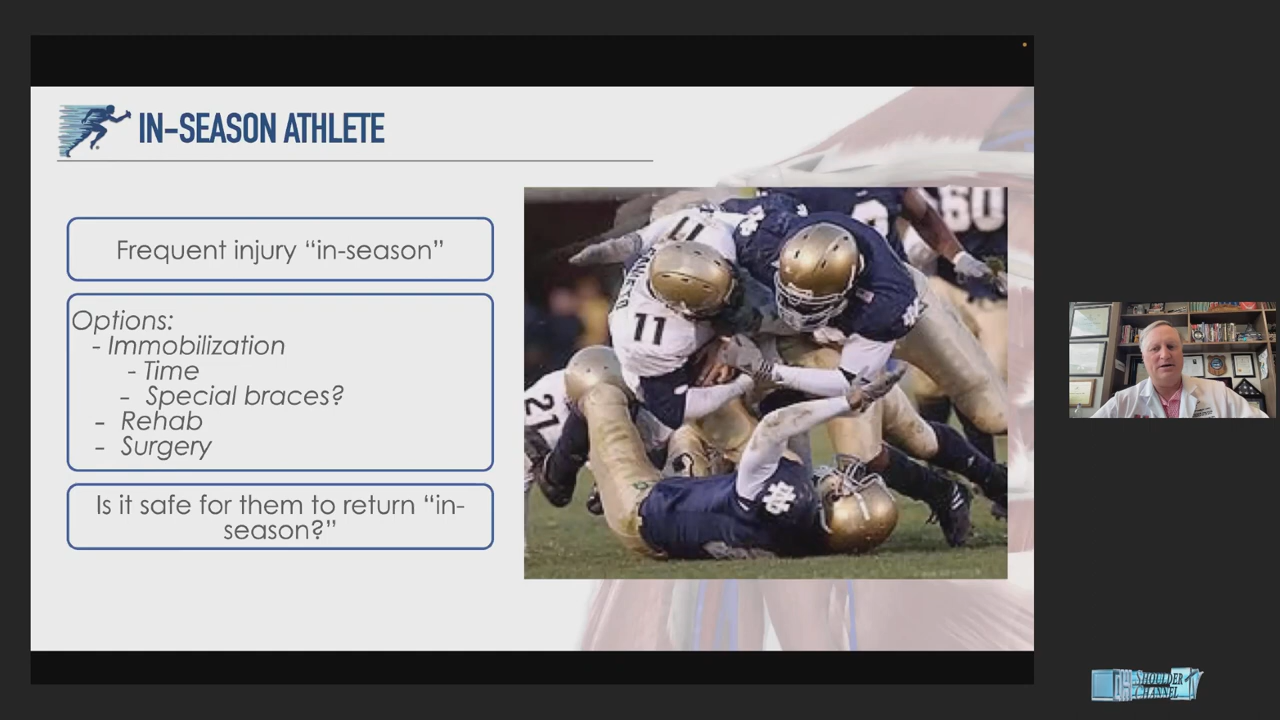 IN-SEASON ATHLETE
Frequent injury “in-season”
Options:
- Immobilization
- Time
- Special braces?
- Rehab
- Surgery
Is it safe for them to return “in-
season?”
11
21
60
SHOULDER
CHANNEL